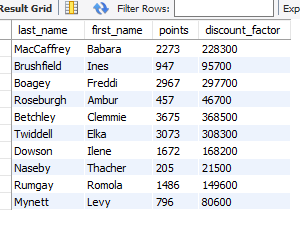 Result Grid Filter Rows: Exp
last_name first_name points discount_factor
MacCaffrey Babara 2273 228300
Brushfield Ines 947 95700
Boagey Freddi 2967 297700
Roseburgh Ambur 457 46700
Betchley Clemmie 3675 368500
Twiddell Elka 3073 308300
Dowson Ilene 1672 168200
Naseby Thacher 205 21500
Rumgay Romola 1486 149600
Mynett Levy 796 80600